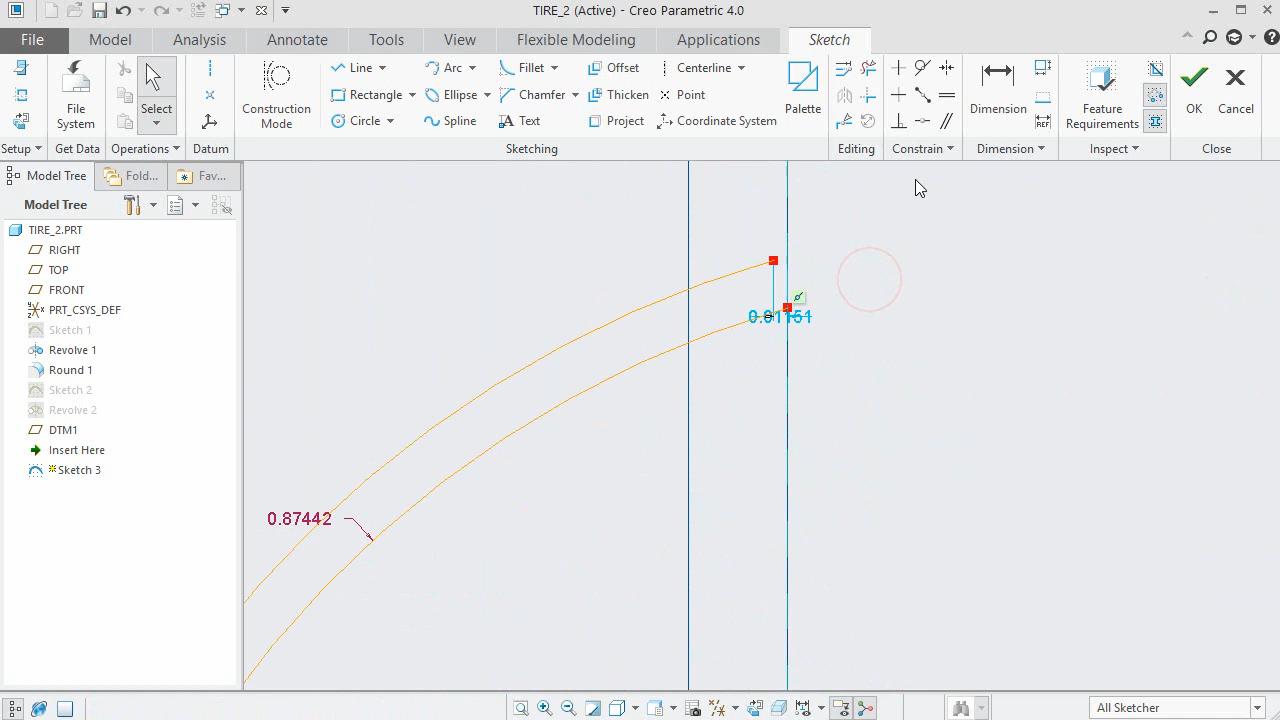 TIRE_2 (Active) - Creo Parametric 4.0
File Model Analysis Annotate Tools View Flexible Modeling Applications Sketch
Line Arc Fillet Offset Centerline
File System Select Construction Mode Rectangle Ellipse Chamfer Thicken Point Palette Dimension Feature Requirements OK Cancel
Circle Spline Text Project Coordinate System
Setup Get Data Operations Datum Sketching Editing Constrain Dimension Inspect Close
Model Tree Fold... Fav...
Model Tree
TIRE_2.PRT
RIGHT
TOP
FRONT
PRT_CSYS_DEF
Sketch 1
Revolve 1
Round 1
Sketch 2
Revolve 2
DTM1
Insert Here
Sketch 3
0.01151
0.87442
All Sketcher